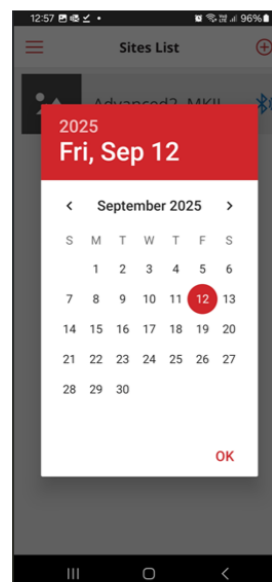 12:57 96%
Sites List
Advanced2 MKII
2025
Fri, Sep 12
September 2025
S M T W T F S
1 2 3 4 5 6
7 8 9 10 11 12 13
14 15 16 17 18 19 20
21 22 23 24 25 26 27
28 29 30
OK